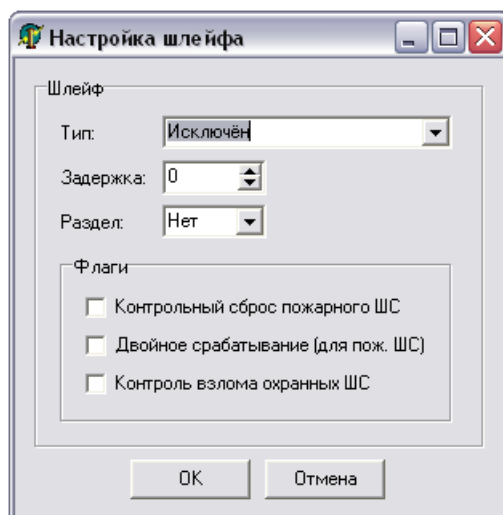 Настройка шлейфа
Шлейф
Тип: Исключён
Задержка: 0
Раздел: Нет
Флаги
Контрольный сброс пожарного ШС
Двойное срабатывание (для пож. ШС)
Контроль взлома охранных ШС
OK Отмена